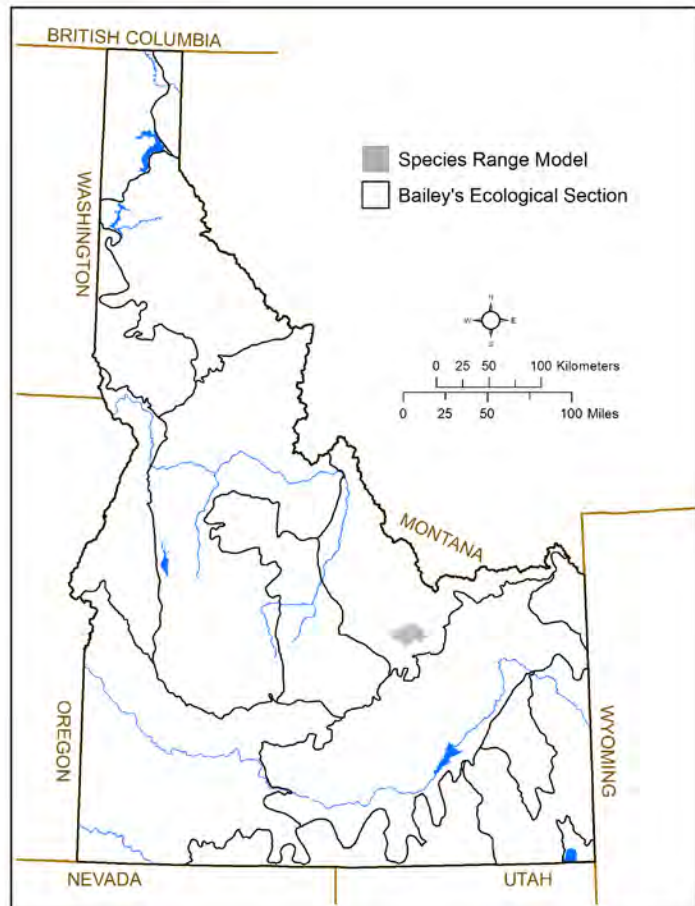 BRITISH COLUMBIA
WASHINGTON
Species Range Model
Bailey's Ecological Section
N
W
E
S
0 25 50 100 Kilometers
0 25 50 100 Miles
MONTANA
OREGON
WYOMING
NEVADA
UTAH